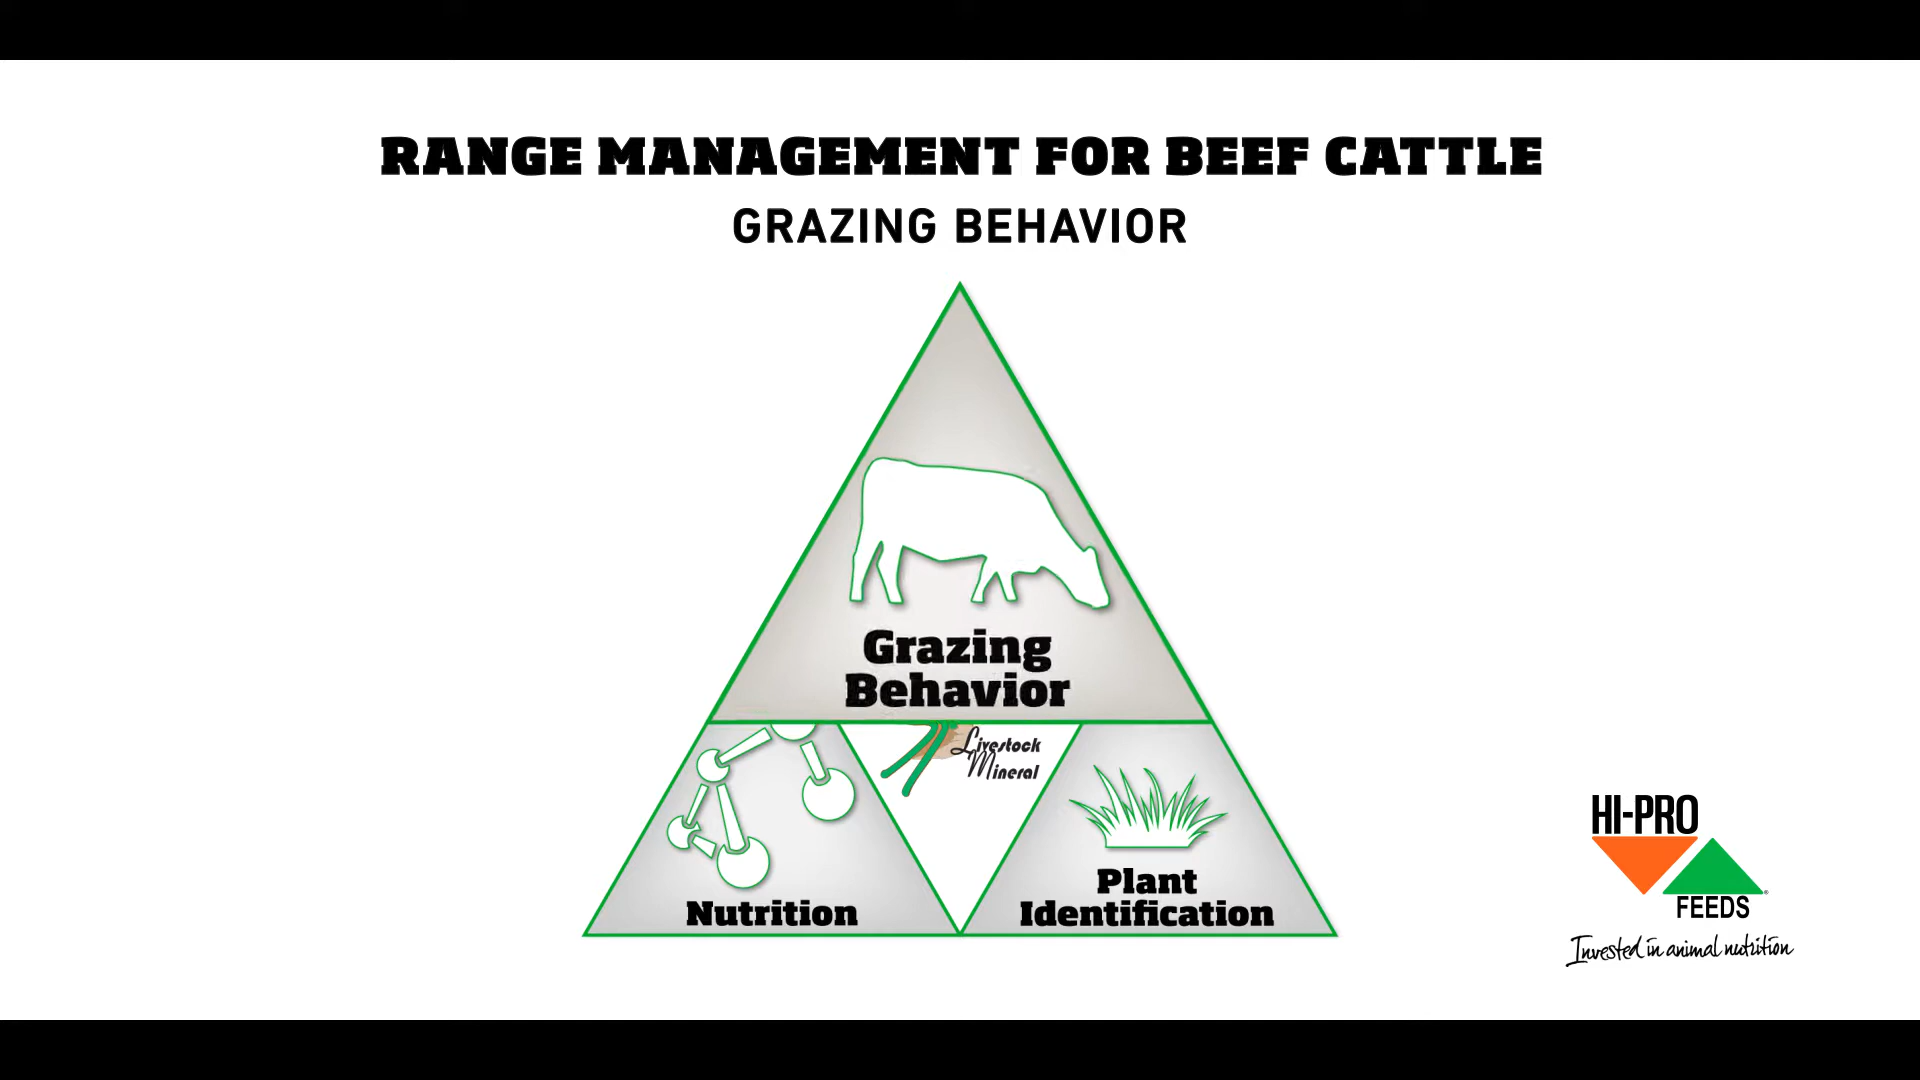 RANGE MANAGEMENT FOR BEEF CATTLE
GRAZING BEHAVIOR
Grazing
Behavior
Livestock
Mineral
Nutrition
Plant
Identification
HI-PRO
FEEDS
Invested in animal nutrition